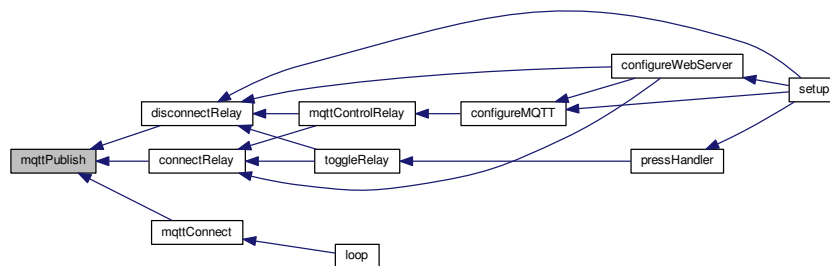 configureWebServer
setup
disconnectRelay
mqttControlRelay
configureMQTT
mqttPublish
connectRelay
toggleRelay
pressHandler
mqttConnect
loop